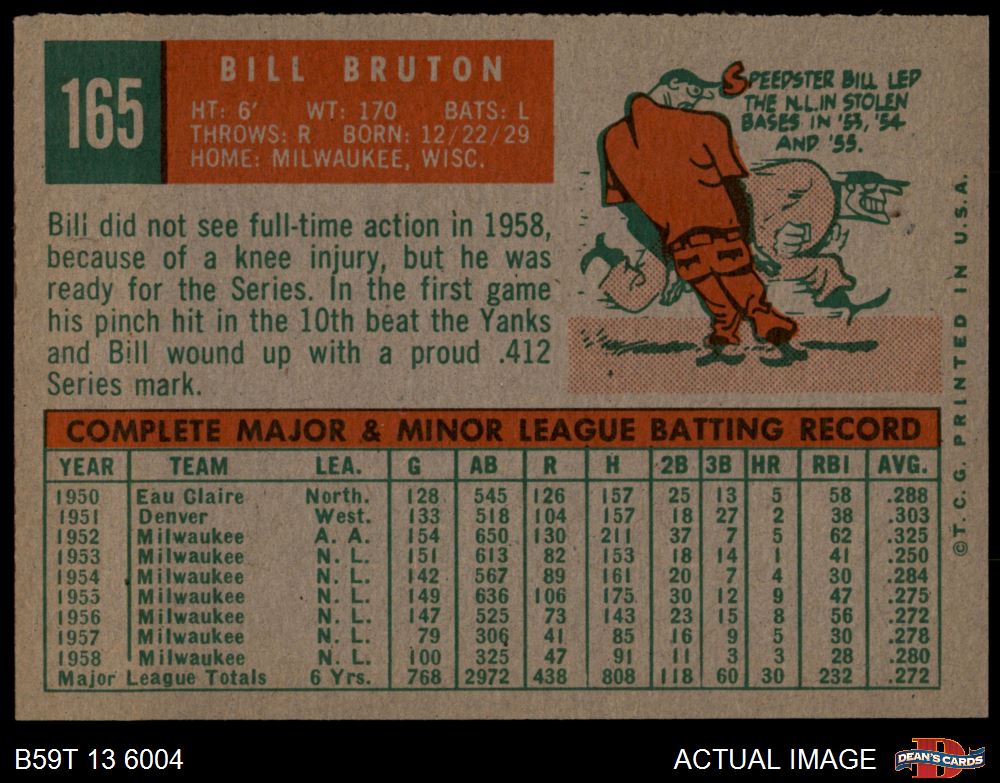 165
BILL BRUTON
HT: 6' WT: 170 BATS: L
THROWS: R BORN: 12/22/29
HOME: MILWAUKEE, WISC.
SPEEDSTER BILL LED
THE N.L. IN STOLEN
BASES IN '53, '54
AND '55.
Bill did not see full-time action in 1958,
because of a knee injury, but he was
ready for the Series. In the first game
his pinch hit in the 10th beat the Yanks
and Bill wound up with a proud .412
Series mark.
COMPLETE MAJOR & MINOR LEAGUE BATTING RECORD
YEAR TEAM LEA. G AB R H 2B 3B HR RBI AVG.
1950 Eau Claire North. 128 545 126 157 25 13 5 58 .288
1951 Denver West. 133 518 104 157 18 27 2 38 .303
1952 Milwaukee A. A. 154 650 130 211 37 7 5 62 .325
1953 Milwaukee N. L. 151 613 82 153 18 14 1 41 .250
1954 Milwaukee N. L. 142 567 89 161 20 7 4 30 .284
1955 Milwaukee N. L. 149 636 106 175 30 12 9 47 .275
1956 Milwaukee N. L. 147 525 73 143 23 15 8 56 .272
1957 Milwaukee N. L. 79 306 41 85 16 9 5 30 .278
1958 Milwaukee N. L. 100 325 47 91 11 3 3 28 .280
Major League Totals 6 Yrs. 768 2972 438 808 118 60 30 232 .272
©T. C. G. PRINTED IN U.S.A.
B59T 13 6004
ACTUAL IMAGE
D
DEAN'S CARDS